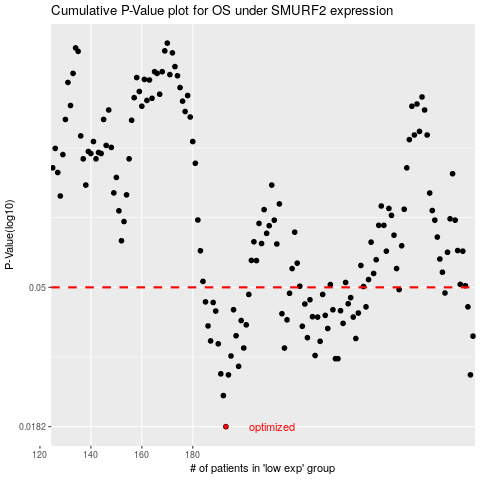 Cumulative P-Value plot for OS under SMURF2 expression
P-Value(log10)
0.05
0.0182
optimized
120 140 160 180
# of patients in 'low exp' group